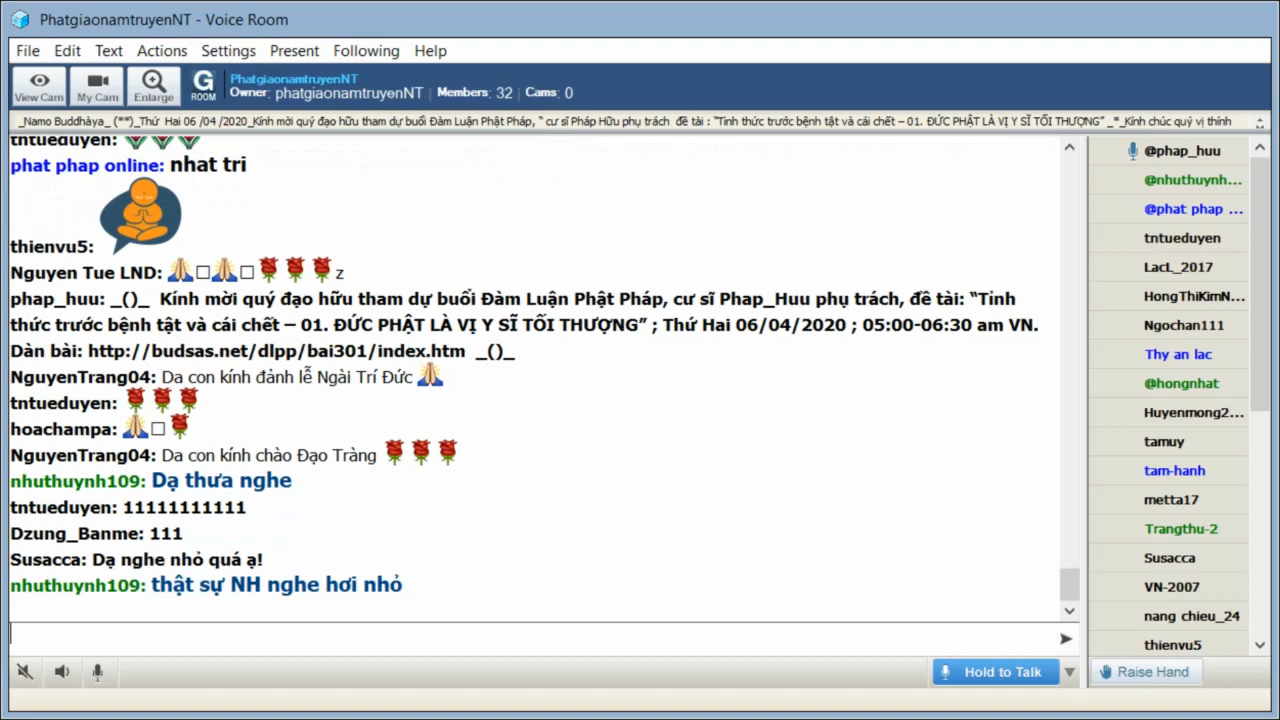 PhatgiaonamtruyenNT - Voice Room
File Edit Text Actions Settings Present Following Help
View Cam My Cam Enlarge G ROOM
PhatgiaonamtruyenNT
Owner: phatgiaonamtruyenNT | Members: 32 | Cams: 0
_Namo Buddhàya_ (**)_Thứ Hai 06 /04 /2020_Kính mời quý đạo hữu tham dự buổi Đàm Luận Phật Pháp, “ cư sĩ Pháp Hữu phụ trách đề tài : “Tỉnh thức trước bệnh tật và cái chết – 01. ĐỨC PHẬT LÀ VỊ Y SĨ TỐI THƯỢNG” _*_Kính chúc quý vị thính
tntueduyen:
phat phap online: nhat tri
thienvu5:
Nguyen Tue LND: z
phap_huu: _()_ Kính mời quý đạo hữu tham dự buổi Đàm Luận Phật Pháp, cư sĩ Phap_Huu phụ trách, đề tài: “Tỉnh
thức trước bệnh tật và cái chết – 01. ĐỨC PHẬT LÀ VỊ Y SĨ TỐI THƯỢNG” ; Thứ Hai 06/04/2020 ; 05:00-06:30 am VN.
Dàn bài: http://budsas.net/dlpp/bai301/index.htm _()_
NguyenTrang04: Da con kính đảnh lễ Ngài Trí Đức
tntueduyen:
hoachampa:
NguyenTrang04: Da con kính chào Đạo Tràng
nhuthuynh109: Dạ thưa nghe
tntueduyen: 11111111111
Dzung_Banme: 111
Susacca: Dạ nghe nhỏ quá ạ!
nhuthuynh109: thật sự NH nghe hơi nhỏ
@phap_huu
@nhuthuynh...
@phat phap ...
tntueduyen
LacL_2017
HongThiKimN...
Ngochan111
Thy an lac
@hongnhat
Huyenmong2...
tamuy
tam-hanh
metta17
Trangthu-2
Susacca
VN-2007
nang chieu_24
thienvu5
Hold to Talk
Raise Hand